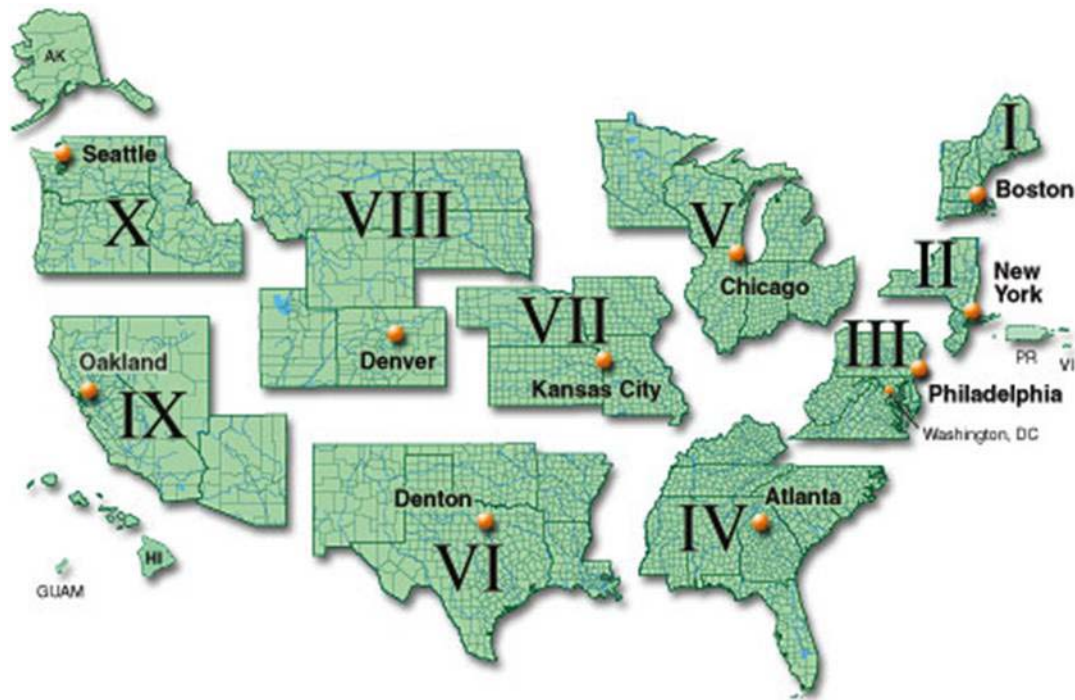 AK
Seattle
X
VIII
V
Chicago
I
Boston
II
New
York
PR
VI
III
Philadelphia
Washington, DC
Oakland
IX
Denver
VII
Kansas City
HI
GUAM
Denton
VI
Atlanta
IV